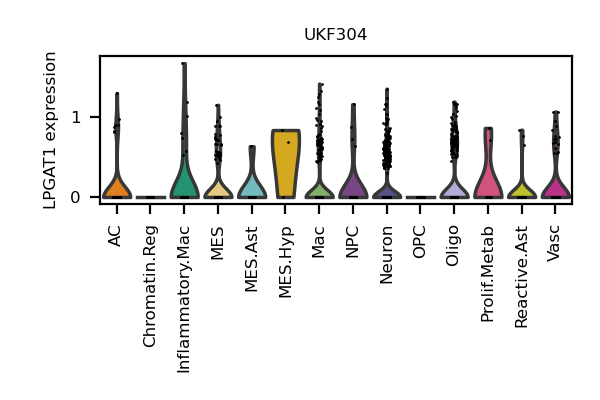 UKF304
LPGAT1 expression
1
0
AC
Chromatin.Reg
Inflammatory.Mac
MES
MES.Ast
MES.Hyp
Mac
NPC
Neuron
OPC
Oligo
Prolif.Metab
Reactive.Ast
Vasc